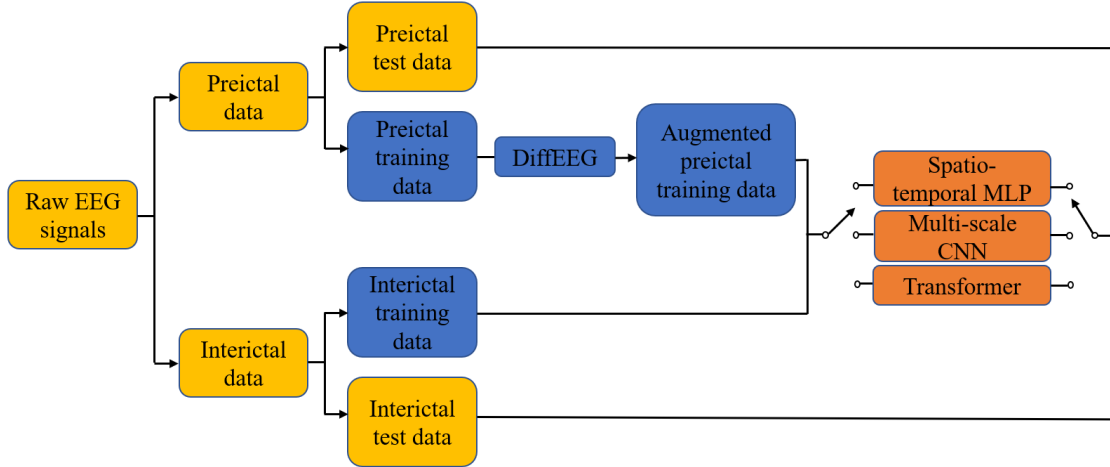 Raw EEG
signals
Preictal
data
Interictal
data
Preictal
test data
Preictal
training
data
DiffEEG
Augmented
preictal
training data
Interictal
training
data
Interictal
test data
Spatio-
temporal MLP
Multi-scale
CNN
Transformer